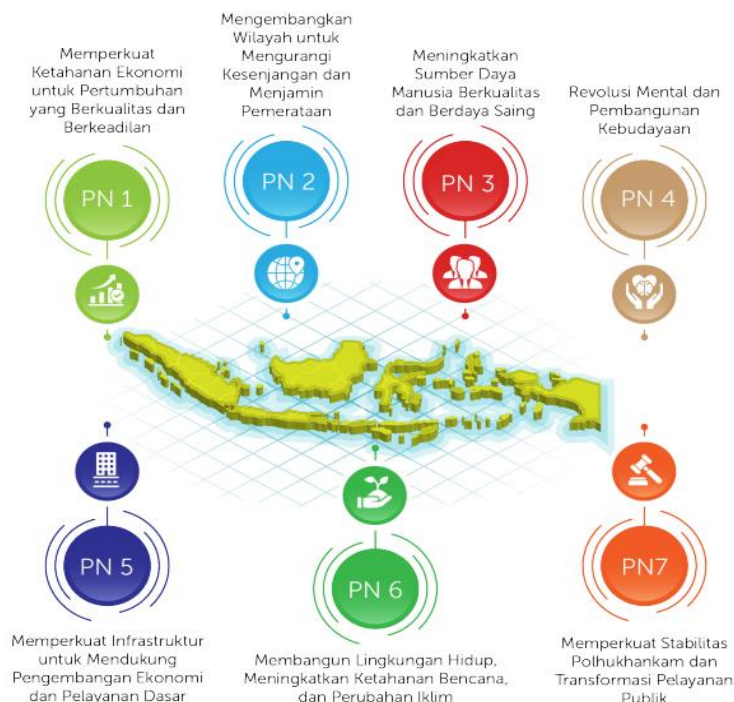 Memperkuat
Ketahanan Ekonomi
untuk Pertumbuhan
yang Berkualitas dan
Berkeadilan
PN 1
Mengembangkan
Wilayah untuk
Mengurangi
Kesenjangan dan
Menjamin
Pemerataan
PN 2
Meningkatkan
Sumber Daya
Manusia Berkualitas
dan Berdaya Saing
PN 3
Revolusi Mental dan
Pembangunan
Kebudayaan
PN 4
PN 5
Memperkuat Infrastruktur
untuk Mendukung
Pengembangan Ekonomi
dan Pelayanan Dasar
PN 6
Membangun Lingkungan Hidup,
Meningkatkan Ketahanan Bencana,
dan Perubahan Iklim
PN7
Memperkuat Stabilitas
Polhukhankam dan
Transformasi Pelayanan
Publik